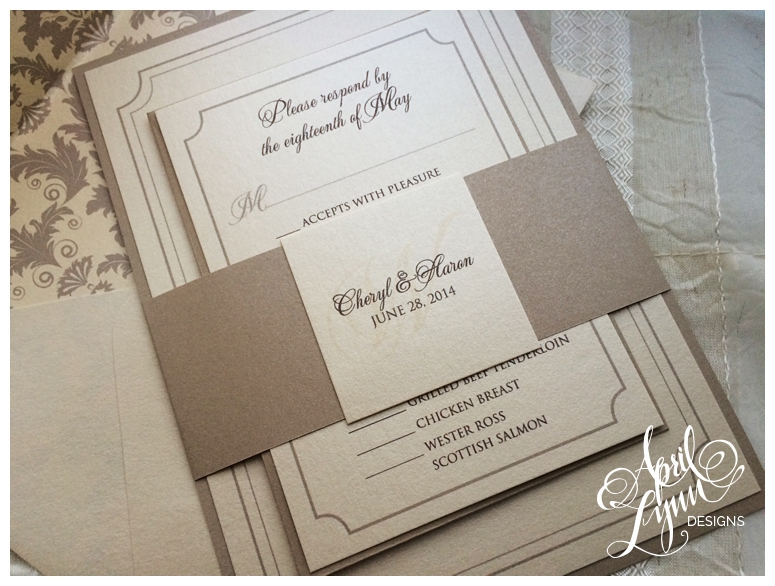 Please respond by
the eighteenth of May
M
ACCEPTS WITH PLEASURE
Cheryl & Aaron
JUNE 28, 2014
GRILLED BEEF TENDERLOIN
CHICKEN BREAST
WESTER ROSS
SCOTTISH SALMON
April
Lynn
DESIGNS